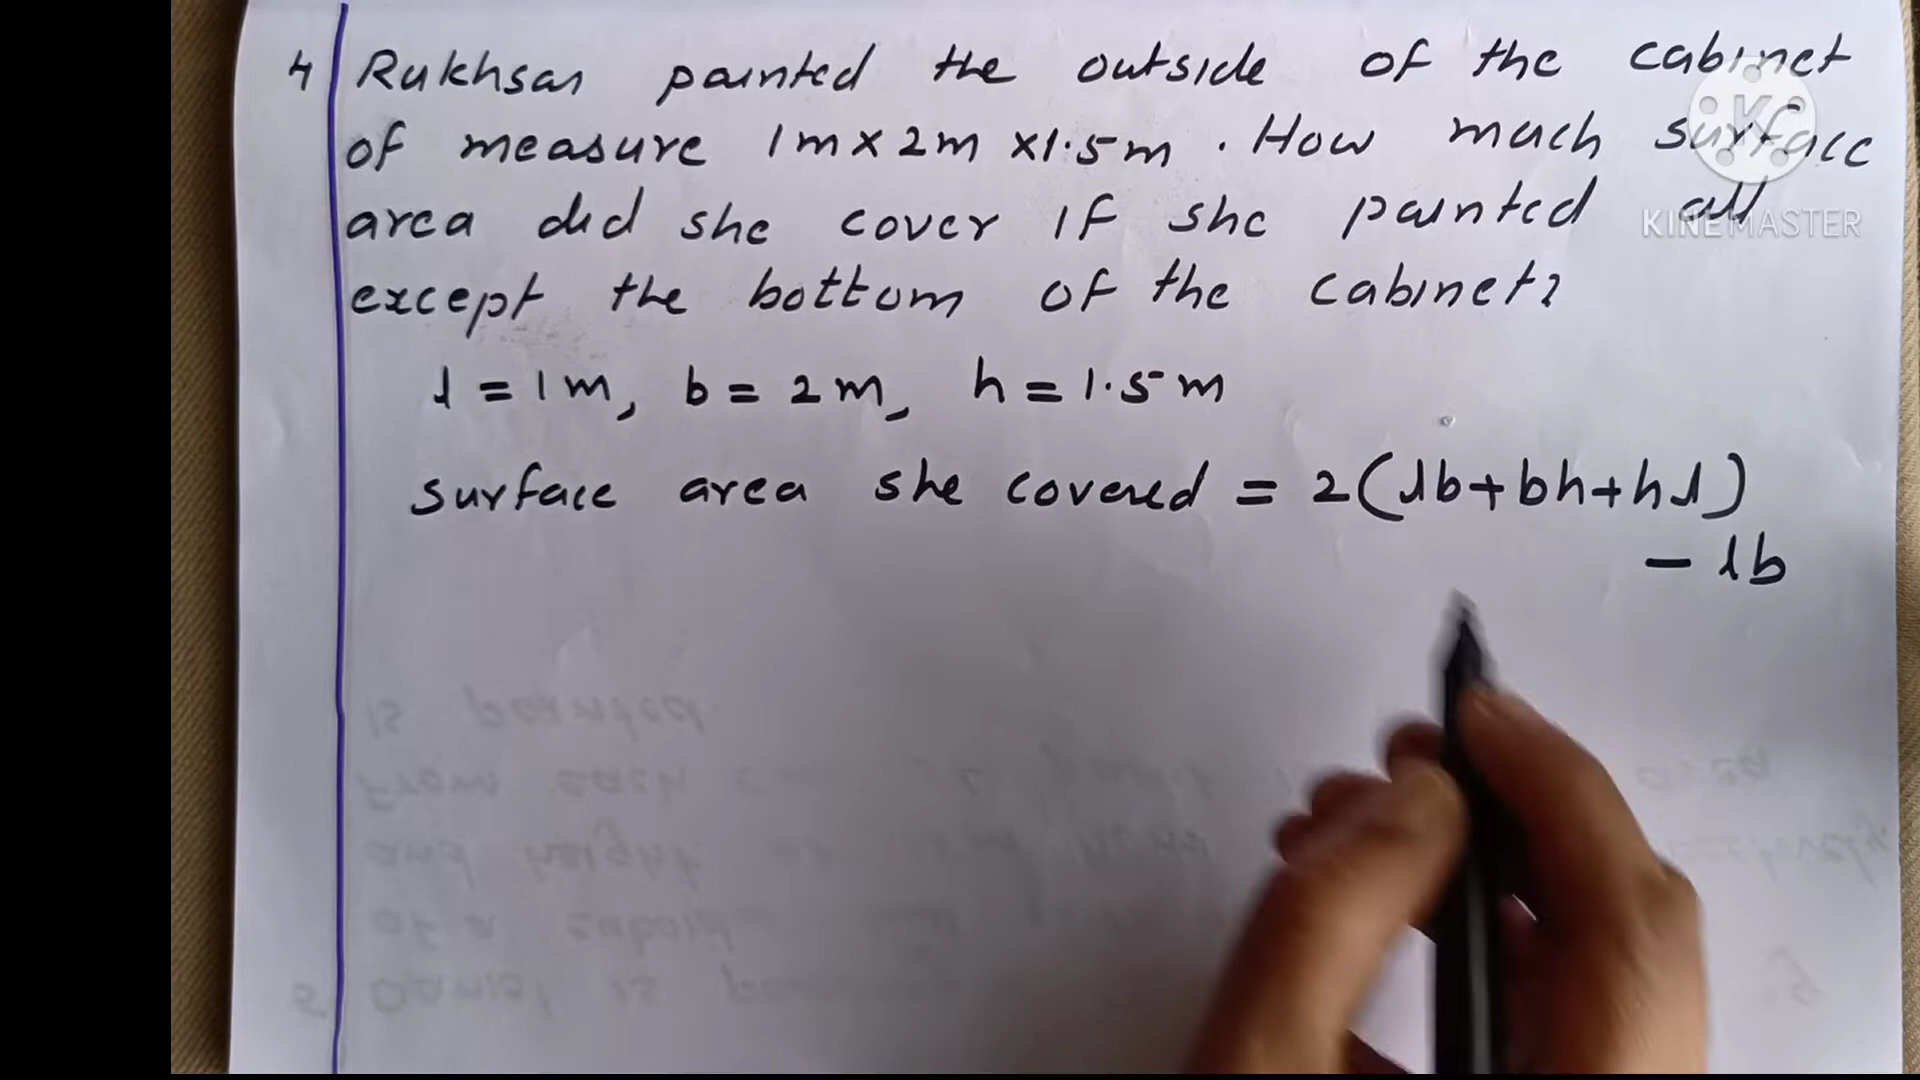 4 Rukhsar painted the outside of the cabinet
of measure 1m x 2m x 1.5m. How much surface
area did she cover if she painted all
except the bottom of the cabinet?
l = 1m, b = 2m, h = 1.5m
surface area she covered = 2(lb+bh+hl)
- lb
K
KINEMASTER